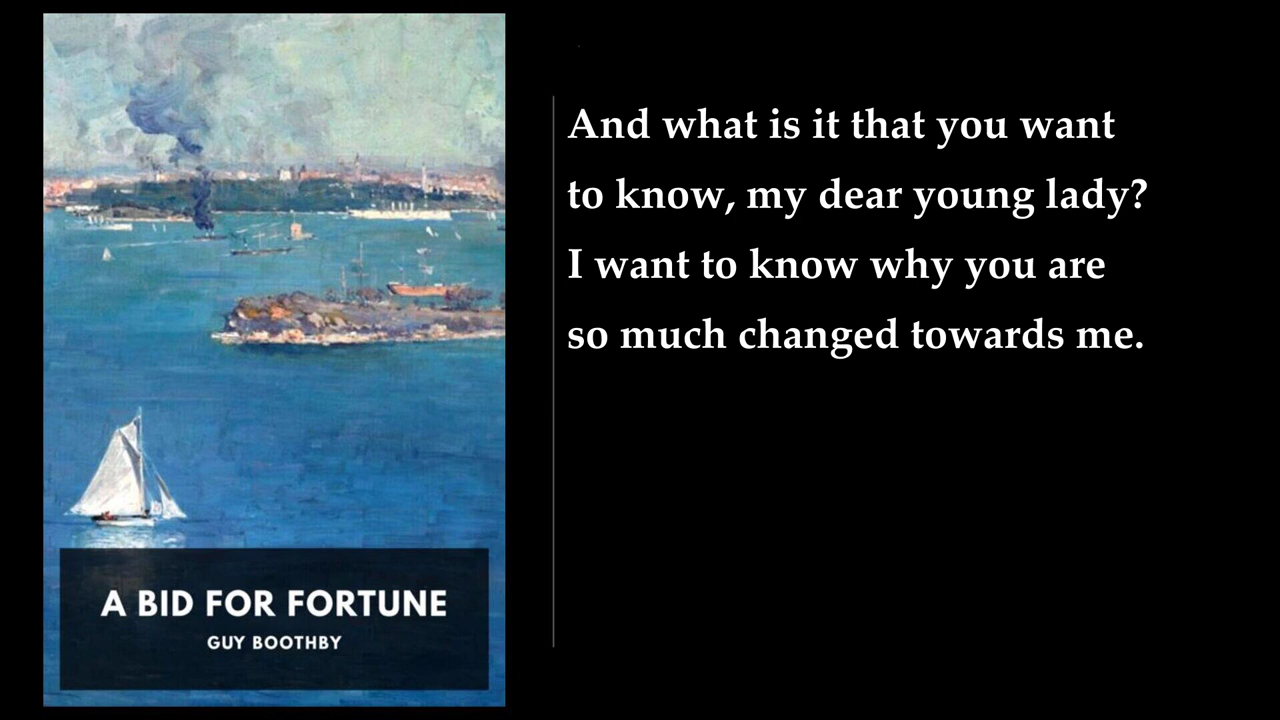 A BID FOR FORTUNE
GUY BOOTHBY
And what is it that you want
to know, my dear young lady?
I want to know why you are
so much changed towards me.